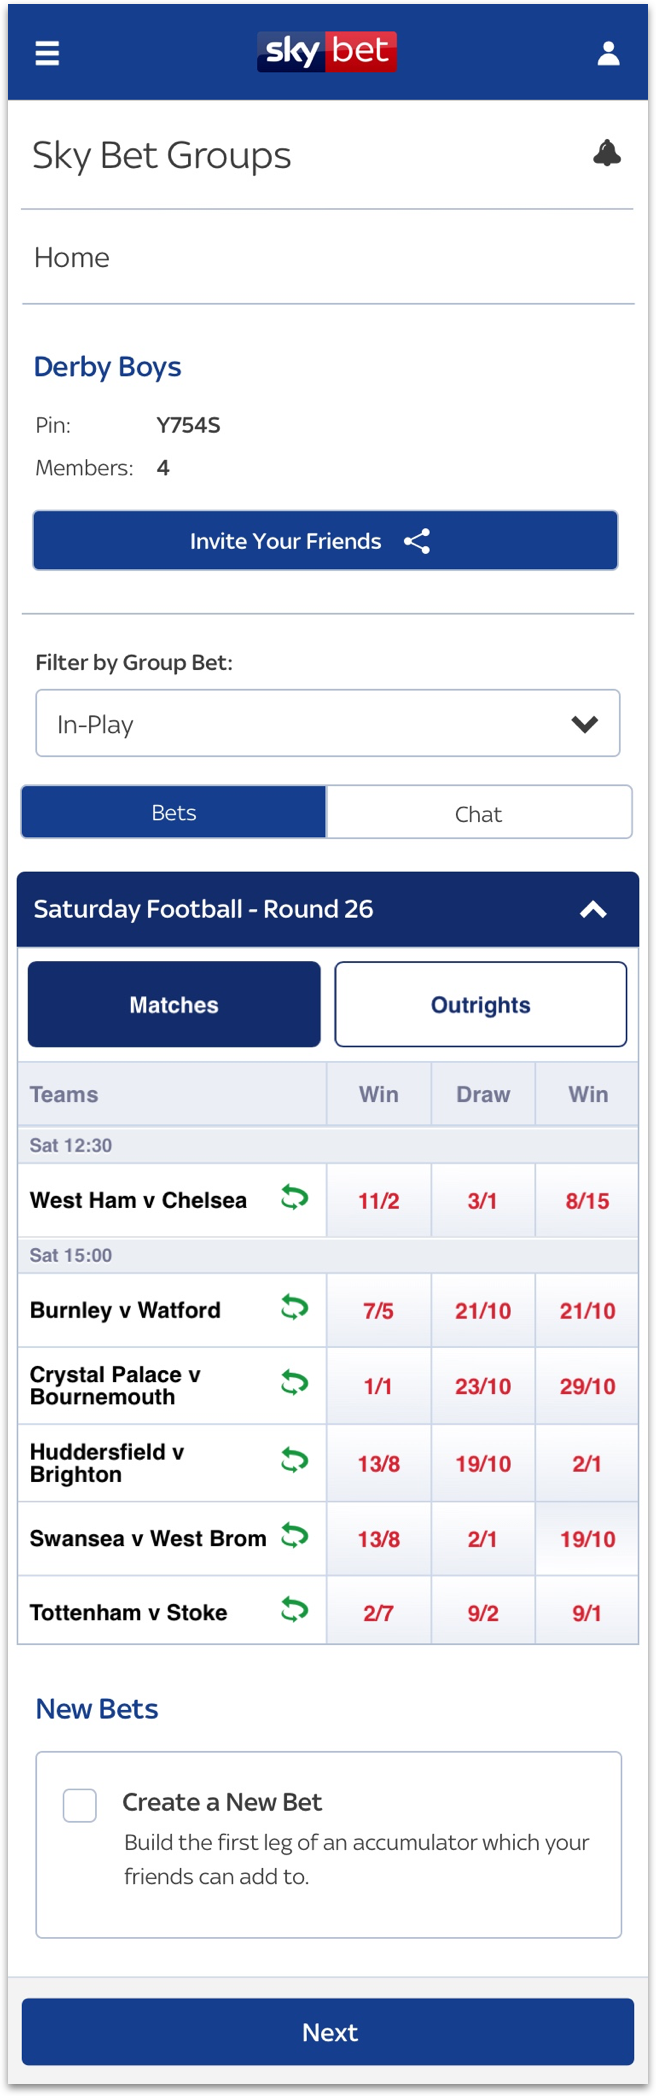 sky bet
Sky Bet Groups
Home
Derby Boys
Pin: Y754S
Members: 4
Invite Your Friends
Filter by Group Bet:
In-Play
Bets Chat
Saturday Football - Round 26
Matches Outrights
Teams Win Draw Win
Sat 12:30
West Ham v Chelsea 11/2 3/1 8/15
Sat 15:00
Burnley v Watford 7/5 21/10 21/10
Crystal Palace v
Bournemouth 1/1 23/10 29/10
Huddersfield v
Brighton 13/8 19/10 2/1
Swansea v West Brom 13/8 2/1 19/10
Tottenham v Stoke 2/7 9/2 9/1
New Bets
Create a New Bet
Build the first leg of an accumulator which your
friends can add to.
Next